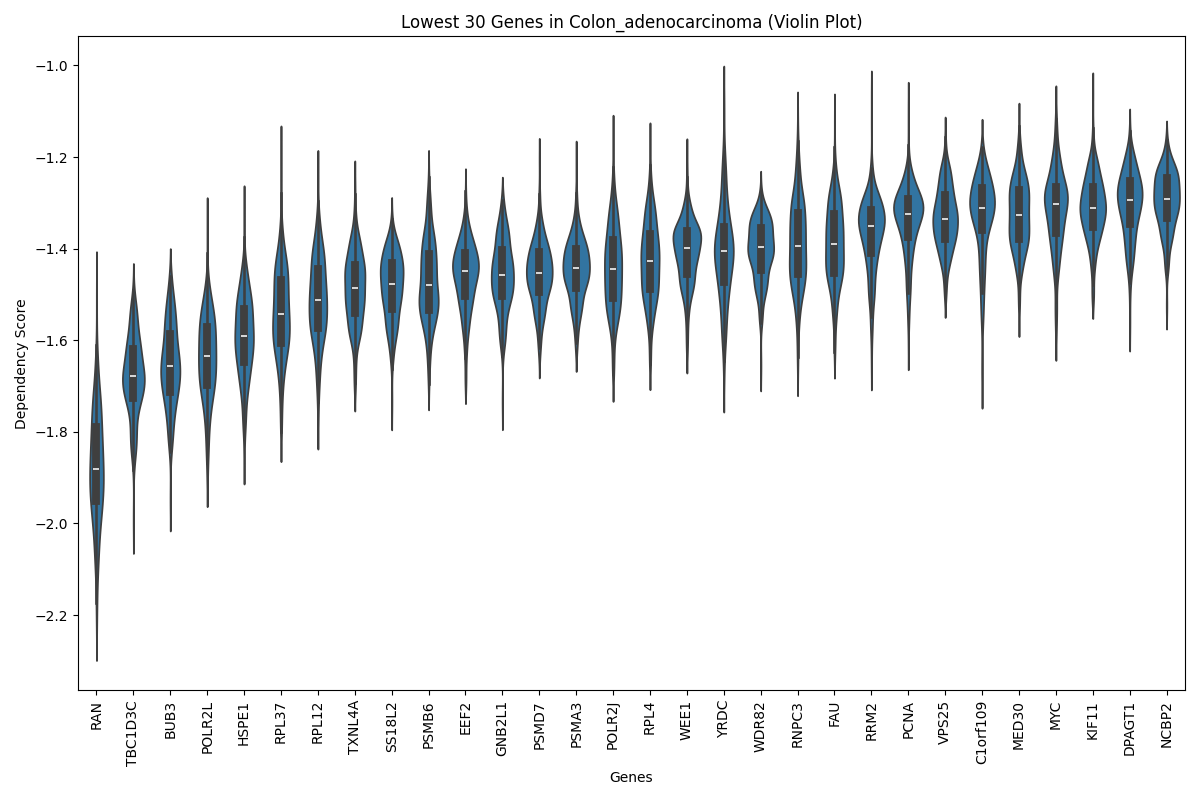 Lowest 30 Genes in Colon_adenocarcinoma (Violin Plot)
Dependency Score
−1.0
−1.2
−1.4
−1.6
−1.8
−2.0
−2.2
RAN
TBC1D3C
BUB3
POLR2L
HSPE1
RPL37
RPL12
TXNL4A
SS18L2
PSMB6
EEF2
GNB2L1
PSMD7
PSMA3
POLR2J
RPL4
WEE1
YRDC
WDR82
RNPC3
FAU
RRM2
PCNA
VPS25
C1orf109
MED30
MYC
KIF11
DPAGT1
NCBP2
Genes